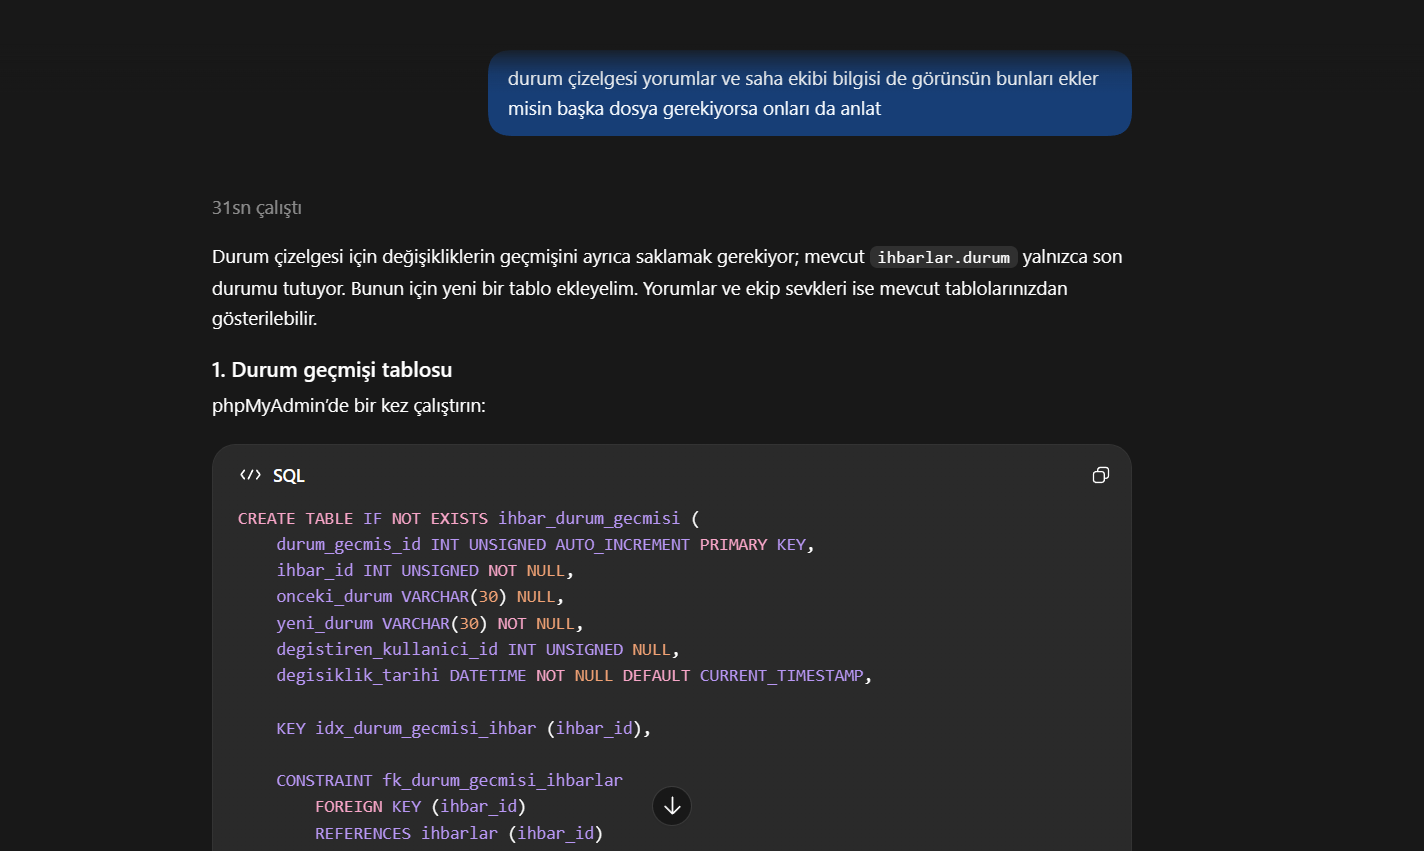 durum çizelgesi yorumlar ve saha ekibi bilgisi de görünsün bunları ekler
misin başka dosya gerekiyorsa onları da anlat
31sn çalıştı
Durum çizelgesi için değişikliklerin geçmişini ayrıca saklamak gerekiyor; mevcut ihbarlar.durum yalnızca son
durumu tutuyor. Bunun için yeni bir tablo ekleyelim. Yorumlar ve ekip sevkleri ise mevcut tablolarınızdan
gösterilebilir.
1. Durum geçmişi tablosu
phpMyAdmin’de bir kez çalıştırın:
</> SQL
CREATE TABLE IF NOT EXISTS ihbar_durum_gecmisi (
    durum_gecmis_id INT UNSIGNED AUTO_INCREMENT PRIMARY KEY,
    ihbar_id INT UNSIGNED NOT NULL,
    onceki_durum VARCHAR(30) NULL,
    yeni_durum VARCHAR(30) NOT NULL,
    degistiren_kullanici_id INT UNSIGNED NULL,
    degisiklik_tarihi DATETIME NOT NULL DEFAULT CURRENT_TIMESTAMP,
    KEY idx_durum_gecmisi_ihbar (ihbar_id),
    CONSTRAINT fk_durum_gecmisi_ihbarlar
        FOREIGN KEY (ihbar_id)
        REFERENCES ihbarlar (ihbar_id)